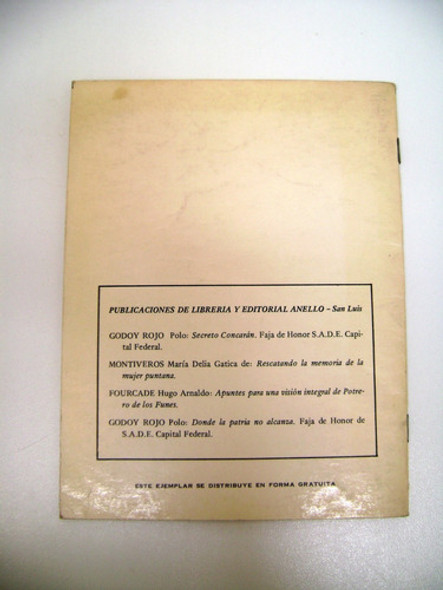 PUBLICACIONES DE LIBRERIA Y EDITORIAL ANELLO – San Luis
GODOY ROJO Polo: Secreto Concarán. Faja de Honor S.A.D.E. Capi-
tal Federal.
MONTIVEROS María Delia Gatica de: Rescatando la memoria de la
mujer puntana.
FOURCADE Hugo Arnaldo: Apuntes para una visión integral de Potre-
ro de los Funes.
GODOY ROJO Polo: Donde la patria no alcanza. Faja de Honor de
S.A.D.E. Capital Federal.
ESTE EJEMPLAR SE DISTRIBUYE EN FORMA GRATUITA